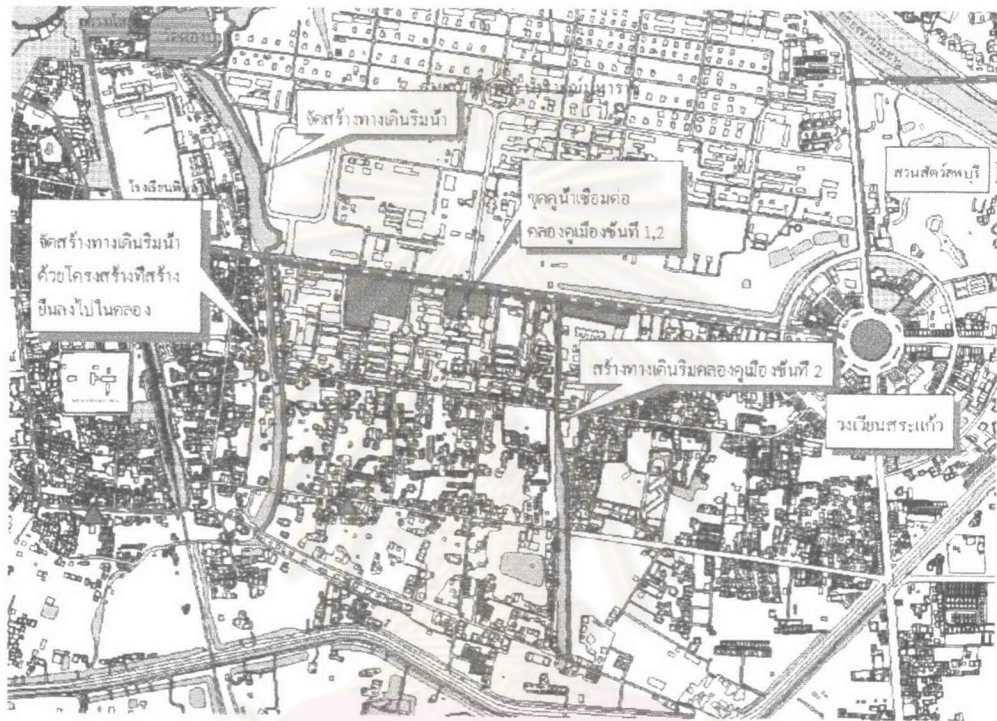 จัดสร้างทางเดินริมน้ำ
สวนสัตว์ลพบุรี
ขุดคูน้ำเชื่อมต่อ
คลองคูเมืองชั้นที่ 1,2
จัดสร้างทางเดินริมน้ำ
ด้วยโครงสร้างที่สร้าง
ยื่นลงไปในคลอง
สร้างทางเดินริมคลองคูเมืองชั้นที่ 2
วงเวียนสระแก้ว